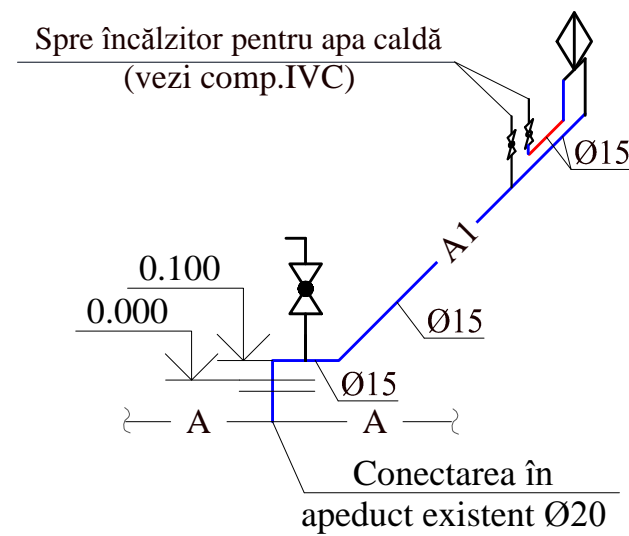 Spre încălzitor pentru apa caldă
(vezi comp.IVC)
Ø15
A1
0.100
0.000
Ø15
Ø15
A A
Conectarea în
apeduct existent Ø20